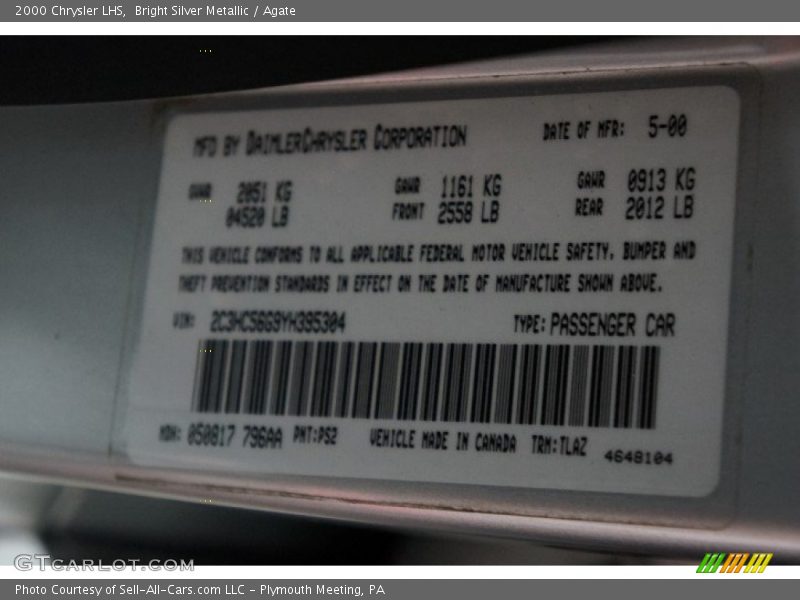 2000 Chrysler LHS,  Bright Silver Metallic / Agate
MFD BY DAIMLERCHRYSLER CORPORATION DATE OF MFR: 5-00
GVWR 2051 KG GAWR 1161 KG GAWR 0913 KG
04520 LB FRONT 2558 LB REAR 2012 LB
THIS VEHICLE CONFORMS TO ALL APPLICABLE FEDERAL MOTOR VEHICLE SAFETY, BUMPER AND
THEFT PREVENTION STANDARDS IN EFFECT ON THE DATE OF MANUFACTURE SHOWN ABOVE.
VIN: 2C3HC56G9YH395304 TYPE: PASSENGER CAR
MDH: 050817 796AA PNT:PS2 VEHICLE MADE IN CANADA TRM:TLAZ 4648104
GTCARLOT.COM
Photo Courtesy of Sell-All-Cars.com LLC - Plymouth Meeting, PA